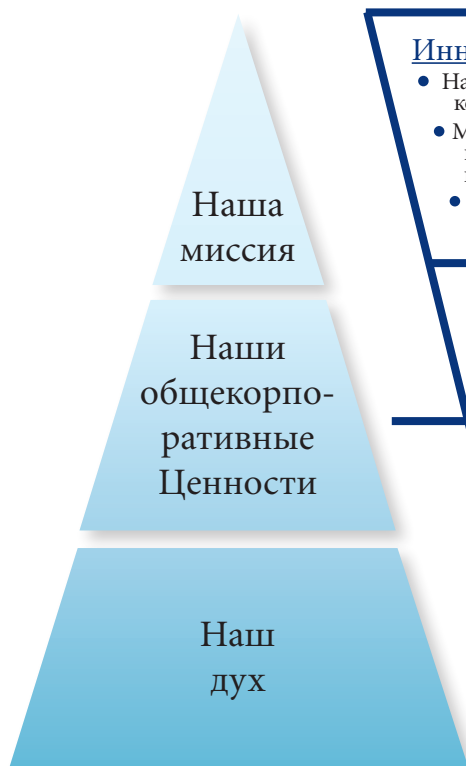 Наша
миссия
Наши
общекорпо-
ративные
Ценности
Наш
дух